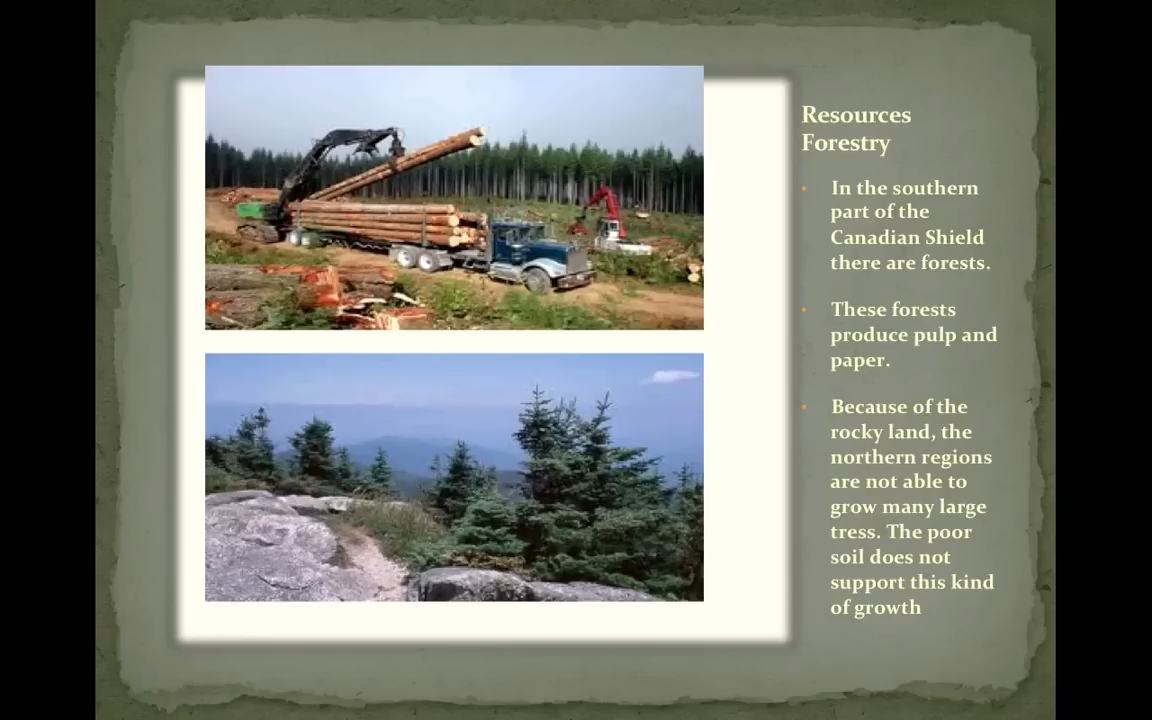 Resources
Forestry
• In the southern
part of the
Canadian Shield
there are forests.
• These forests
produce pulp and
paper.
• Because of the
rocky land, the
northern regions
are not able to
grow many large
tress. The poor
soil does not
support this kind
of growth